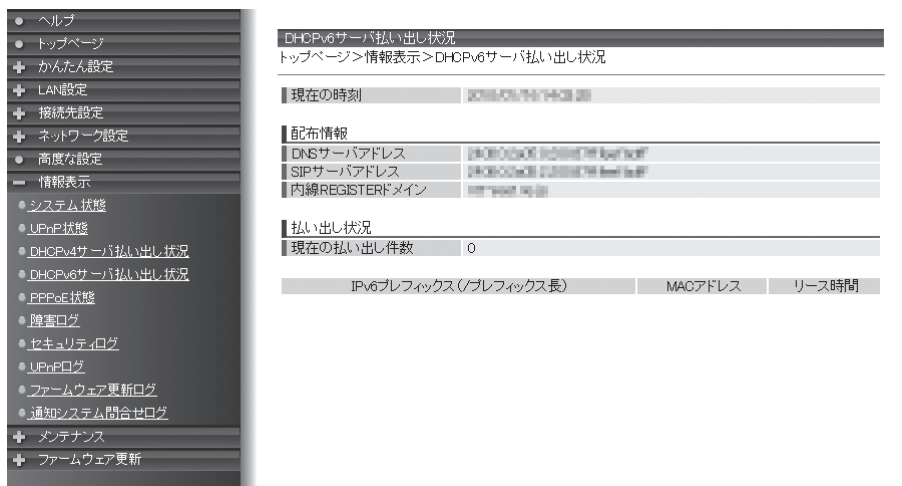 ヘルプ
トップページ
かんたん設定
LAN設定
接続先設定
ネットワーク設定
高度な設定
情報表示
システム状態
UPnP状態
DHCPv4サーバ払い出し状況
DHCPv6サーバ払い出し状況
PPPoE状態
障害ログ
セキュリティログ
UPnPログ
ファームウェア更新ログ
通知システム問合せログ
メンテナンス
ファームウェア更新
DHCPv6サーバ払い出し状況
トップページ＞情報表示＞DHCPv6サーバ払い出し状況
現在の時刻
配布情報
DNSサーバアドレス
SIPサーバアドレス
内線REGISTERドメイン
払い出し状況
現在の払い出し件数 0
IPv6プレフィックス(/プレフィックス長) MACアドレス リース時間